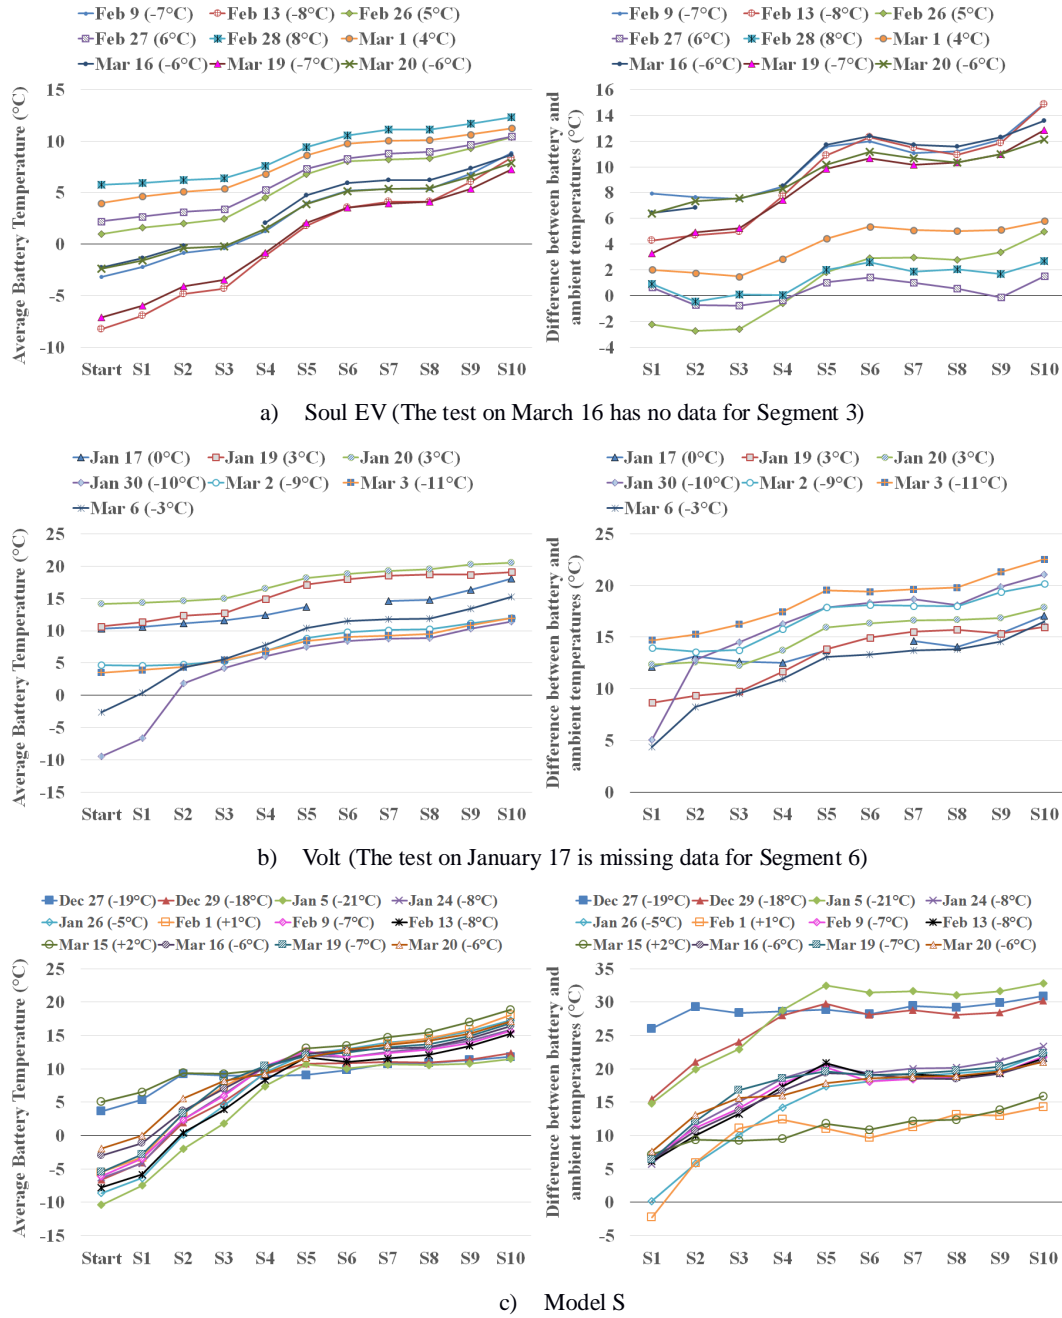 Feb 9 (-7°C) Feb 13 (-8°C) Feb 26 (5°C)
Feb 27 (6°C) Feb 28 (8°C) Mar 1 (4°C)
Mar 16 (-6°C) Mar 19 (-7°C) Mar 20 (-6°C)
Average Battery Temperature (°C)
15
10
5
0
-5
-10
Start S1 S2 S3 S4 S5 S6 S7 S8 S9 S10
Feb 9 (-7°C) Feb 13 (-8°C) Feb 26 (5°C)
Feb 27 (6°C) Feb 28 (8°C) Mar 1 (4°C)
Mar 16 (-6°C) Mar 19 (-7°C) Mar 20 (-6°C)
Difference between battery and
ambient temperatures (°C)
16
14
12
10
8
6
4
2
0
-2
-4
S1 S2 S3 S4 S5 S6 S7 S8 S9 S10
a) Soul EV (The test on March 16 has no data for Segment 3)
Jan 17 (0°C) Jan 19 (3°C) Jan 20 (3°C)
Jan 30 (-10°C) Mar 2 (-9°C) Mar 3 (-11°C)
Mar 6 (-3°C)
Average Battery Temperature (°C)
25
20
15
10
5
0
-5
-10
-15
Start S1 S2 S3 S4 S5 S6 S7 S8 S9 S10
Jan 17 (0°C) Jan 19 (3°C) Jan 20 (3°C)
Jan 30 (-10°C) Mar 2 (-9°C) Mar 3 (-11°C)
Mar 6 (-3°C)
Difference between battery and
ambient temperatures (°C)
25
20
15
10
5
0
S1 S2 S3 S4 S5 S6 S7 S8 S9 S10
b) Volt (The test on January 17 is missing data for Segment 6)
Dec 27 (-19°C) Dec 29 (-18°C) Jan 5 (-21°C) Jan 24 (-8°C)
Jan 26 (-5°C) Feb 1 (+1°C) Feb 9 (-7°C) Feb 13 (-8°C)
Mar 15 (+2°C) Mar 16 (-6°C) Mar 19 (-7°C) Mar 20 (-6°C)
Average Battery Temperature (°C)
25
20
15
10
5
0
-5
-10
-15
Start S1 S2 S3 S4 S5 S6 S7 S8 S9 S10
Dec 27 (-19°C) Dec 29 (-18°C) Jan 5 (-21°C) Jan 24 (-8°C)
Jan 26 (-5°C) Feb 1 (+1°C) Feb 9 (-7°C) Feb 13 (-8°C)
Mar 15 (+2°C) Mar 16 (-6°C) Mar 19 (-7°C) Mar 20 (-6°C)
Difference between battery and
ambient temperatures (°C)
35
30
25
20
15
10
5
0
-5
S1 S2 S3 S4 S5 S6 S7 S8 S9 S10
c) Model S